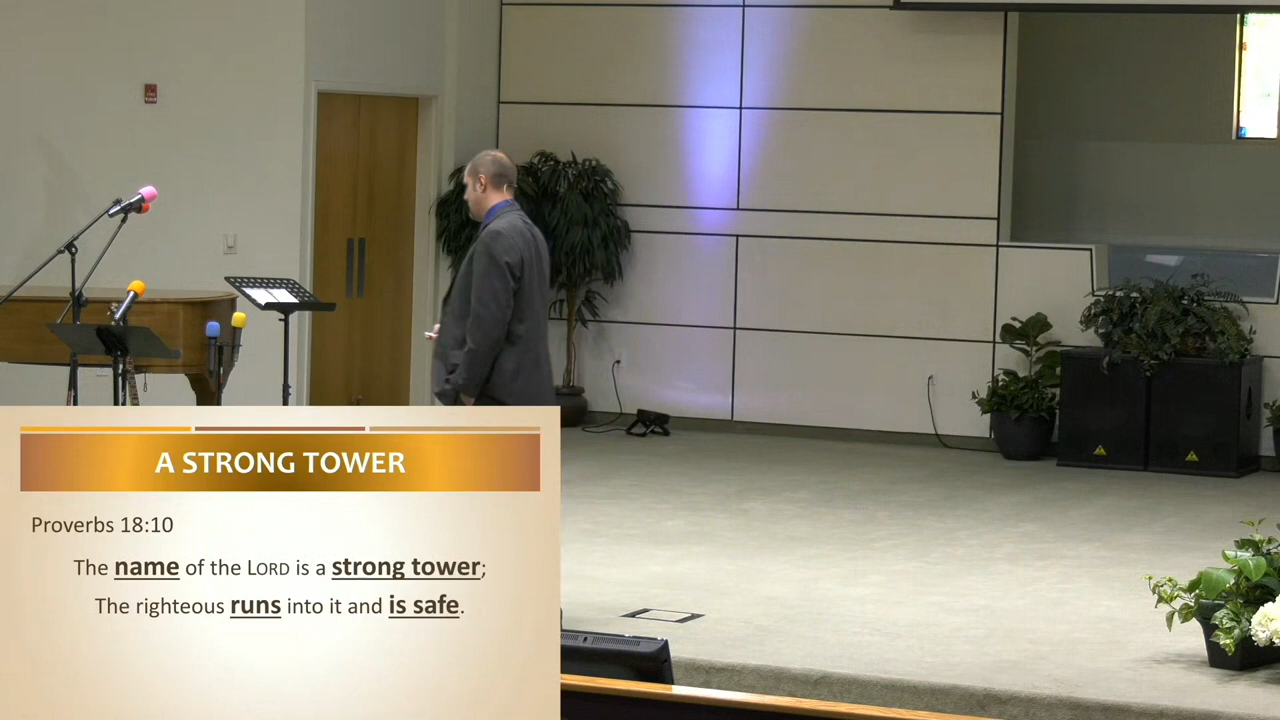 A STRONG TOWER
Proverbs 18:10
The name of the LORD is a strong tower;
The righteous runs into it and is safe.